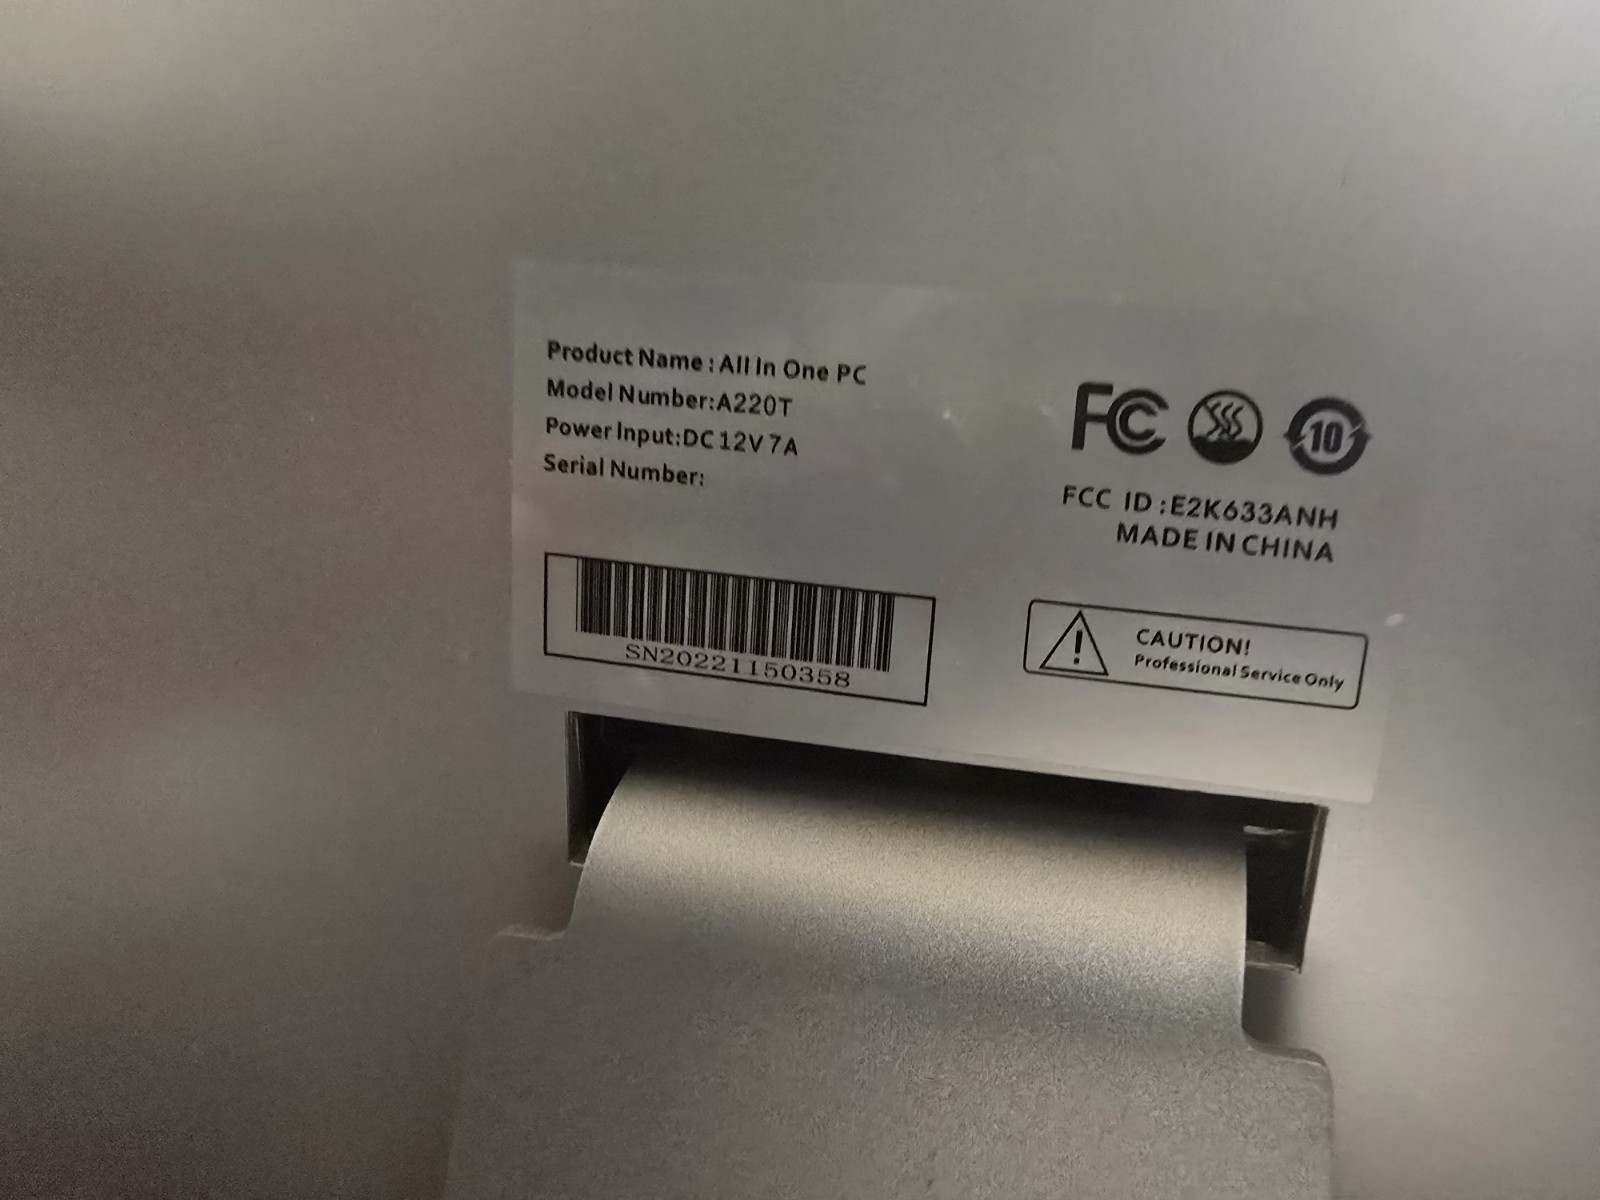 Product Name : All In One PC
Model Number:A220T
Power Input:DC 12V 7A
Serial Number:
SN20221150358
FC
10
FCC ID :E2K633ANH
MADE IN CHINA
CAUTION!
Professional Service Only